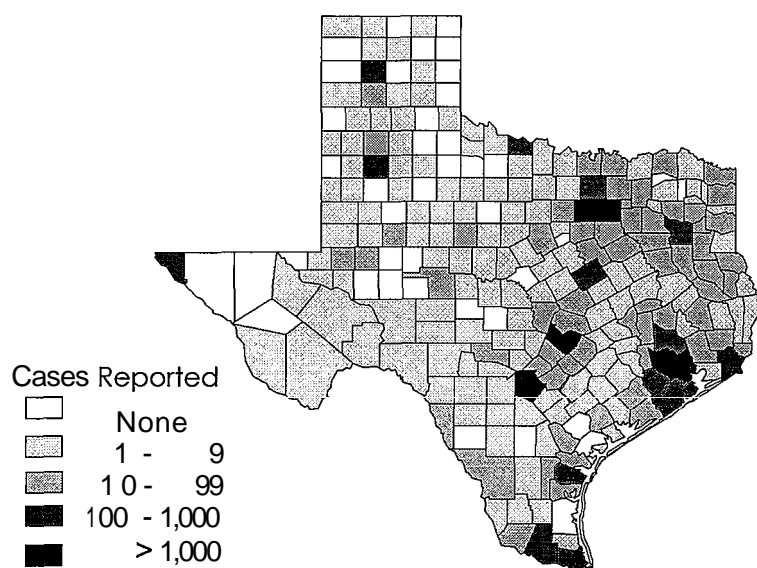 Cases Reported
None
1 - 9
10 - 99
100 - 1,000
> 1,000